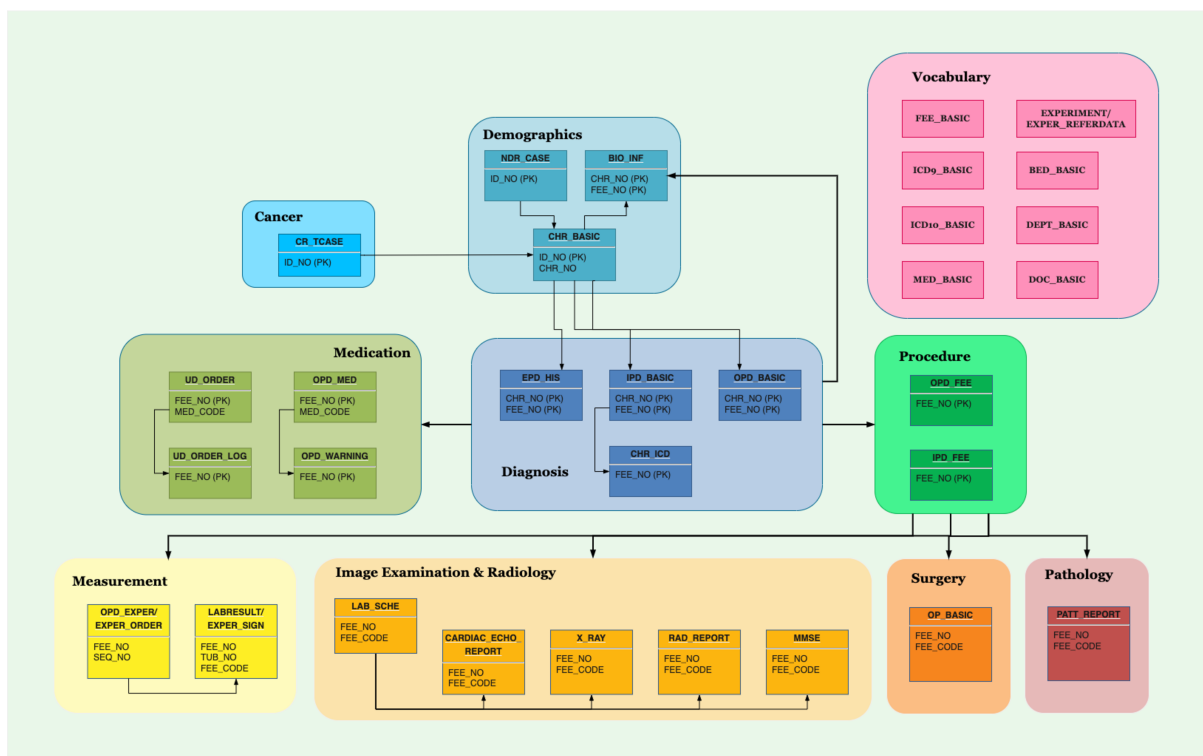 Vocabulary
FEE_BASIC
EXPERIMENT/
EXPER_REFERDATA
ICD9_BASIC
BED_BASIC
ICD10_BASIC
DEPT_BASIC
MED_BASIC
DOC_BASIC
Demographics
NDR_CASE
ID_NO (PK)
BIO_INF
CHR_NO (PK)
FEE_NO (PK)
CHR_BASIC
ID_NO (PK)
CHR_NO
Cancer
CR_TCASE
ID_NO (PK)
Medication
UD_ORDER
FEE_NO (PK)
MED_CODE
OPD_MED
FEE_NO (PK)
MED_CODE
UD_ORDER_LOG
FEE_NO (PK)
OPD_WARNING
FEE_NO (PK)
EPD_HIS
CHR_NO (PK)
FEE_NO (PK)
IPD_BASIC
CHR_NO (PK)
FEE_NO (PK)
OPD_BASIC
CHR_NO (PK)
FEE_NO (PK)
Diagnosis
CHR_ICD
FEE_NO (PK)
Procedure
OPD_FEE
FEE_NO (PK)
IPD_FEE
FEE_NO (PK)
Measurement
OPD_EXPER/
EXPER_ORDER
FEE_NO
SEQ_NO
LABRESULT/
EXPER_SIGN
FEE_NO
TUB_NO
FEE_CODE
Image Examination & Radiology
LAB_SCHE
FEE_NO
FEE_CODE
CARDIAC_ECHO_
REPORT
FEE_NO
FEE_CODE
X_RAY
FEE_NO
FEE_CODE
RAD_REPORT
FEE_NO
FEE_CODE
MMSE
FEE_NO
FEE_CODE
Surgery
OP_BASIC
FEE_NO
FEE_CODE
Pathology
PATT_REPORT
FEE_NO
FEE_CODE